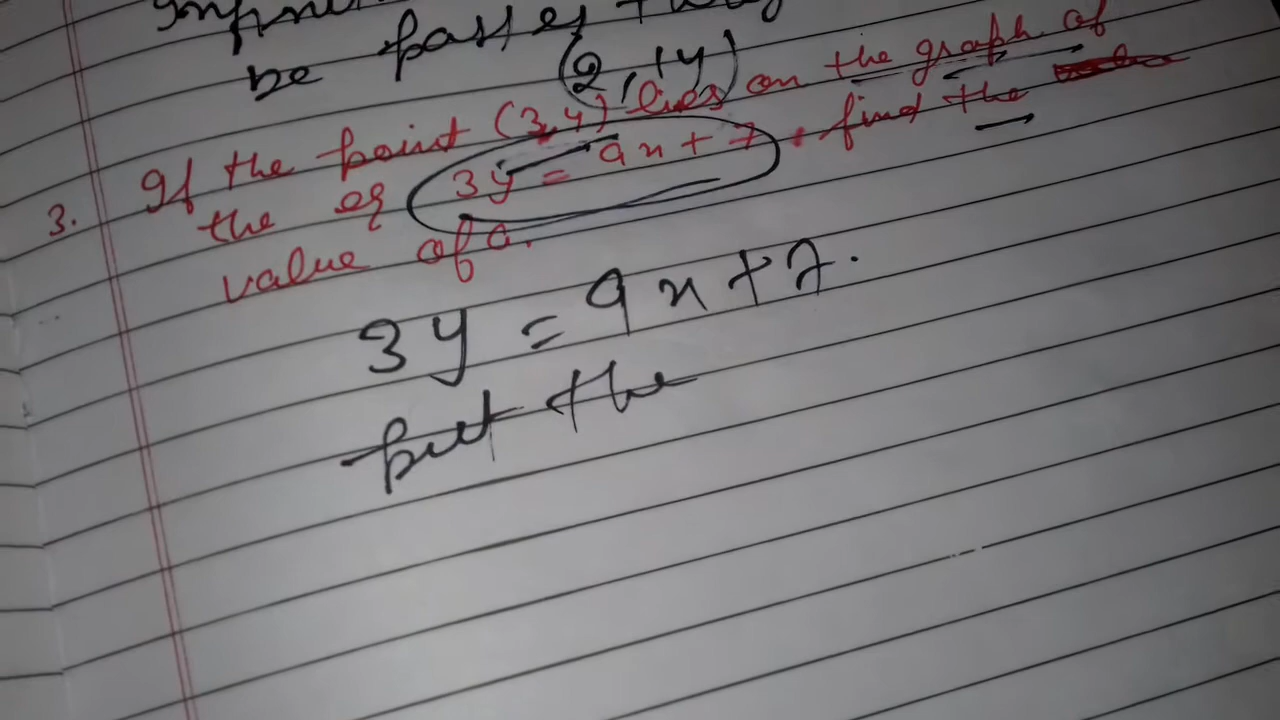 be passes
(2, 14)
3. If the point (3,4) lies on the graph of
the eq 3y = ax + 7. find the
value of a.
3y = ax + 7.
put the